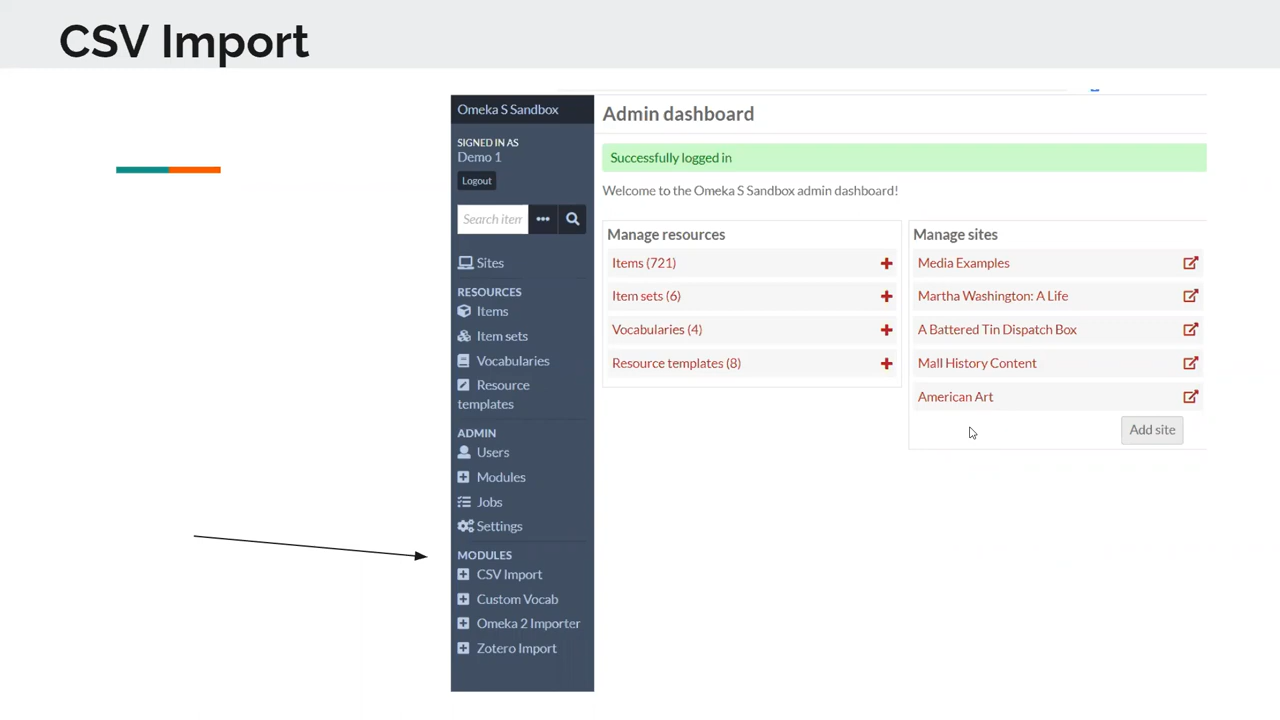 CSV Import
Omeka S Sandbox
SIGNED IN AS
Demo 1
Logout
Search item
Sites
RESOURCES
Items
Item sets
Vocabularies
Resource
templates
ADMIN
Users
Modules
Jobs
Settings
MODULES
CSV Import
Custom Vocab
Omeka 2 Importer
Zotero Import
Admin dashboard
Successfully logged in
Welcome to the Omeka S Sandbox admin dashboard!
Manage resources
Items (721)
Item sets (6)
Vocabularies (4)
Resource templates (8)
Manage sites
Media Examples
Martha Washington: A Life
A Battered Tin Dispatch Box
Mall History Content
American Art
Add site